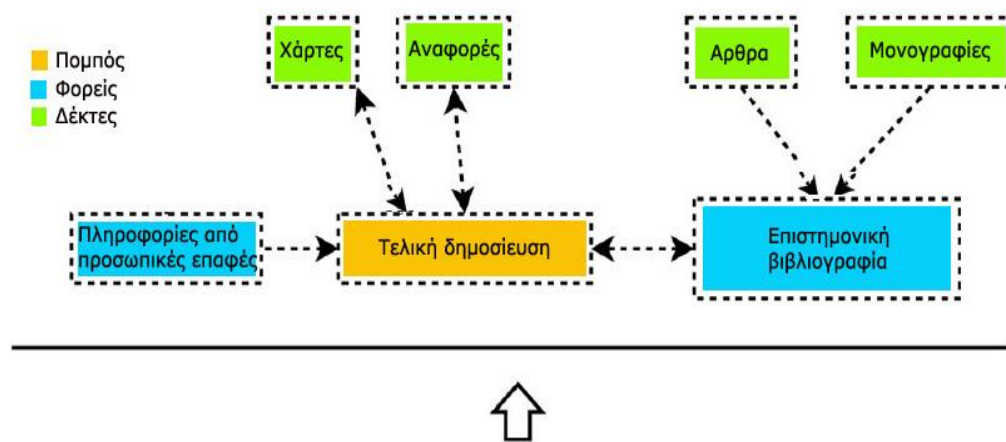 Πομπός
Φορείς
Δέκτες
Χάρτες
Αναφορές
Αρθρα
Μονογραφίες
Πληροφορίες από
προσωπικές επαφές
Τελική δημοσίευση
Επιστημονική
βιβλιογραφία